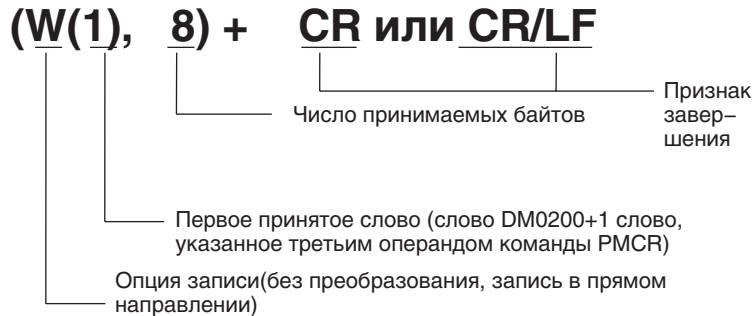 (W(1), 8) + CR или CR/LF
Признак
завер–
шения
Число принимаемых байтов
Первое принятое слово (слово DM0200+1 слово,
указанное третьим операндом команды PMCR)
Опция записи(без преобразования, запись в прямом
направлении)